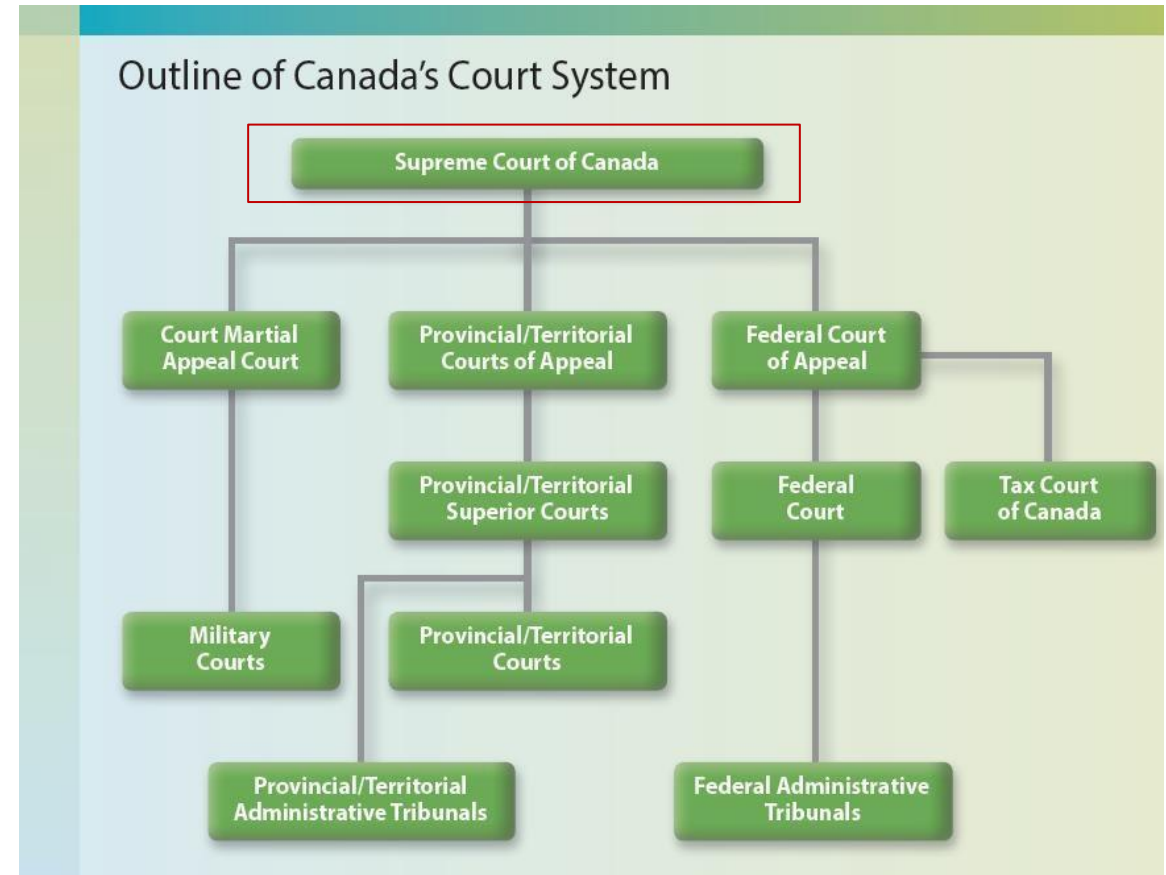 Outline of Canada's Court System
Supreme Court of Canada
Court Martial
Appeal Court
Provincial/Territorial
Courts of Appeal
Federal Court
of Appeal
Provincial/Territorial
Superior Courts
Federal
Court
Tax Court
of Canada
Military
Courts
Provincial/Territorial
Courts
Provincial/Territorial
Administrative Tribunals
Federal Administrative
Tribunals